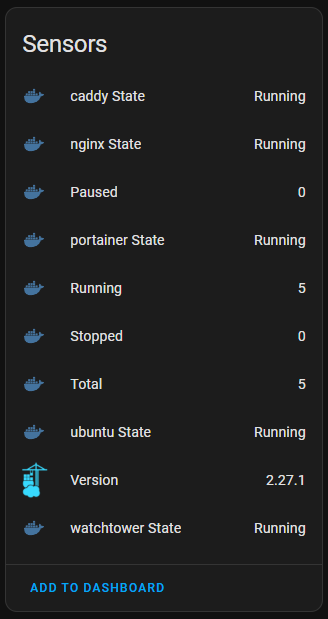 Sensors
caddy State Running
nginx State Running
Paused 0
portainer State Running
Running 5
Stopped 0
Total 5
ubuntu State Running
Version 2.27.1
watchtower State Running
ADD TO DASHBOARD